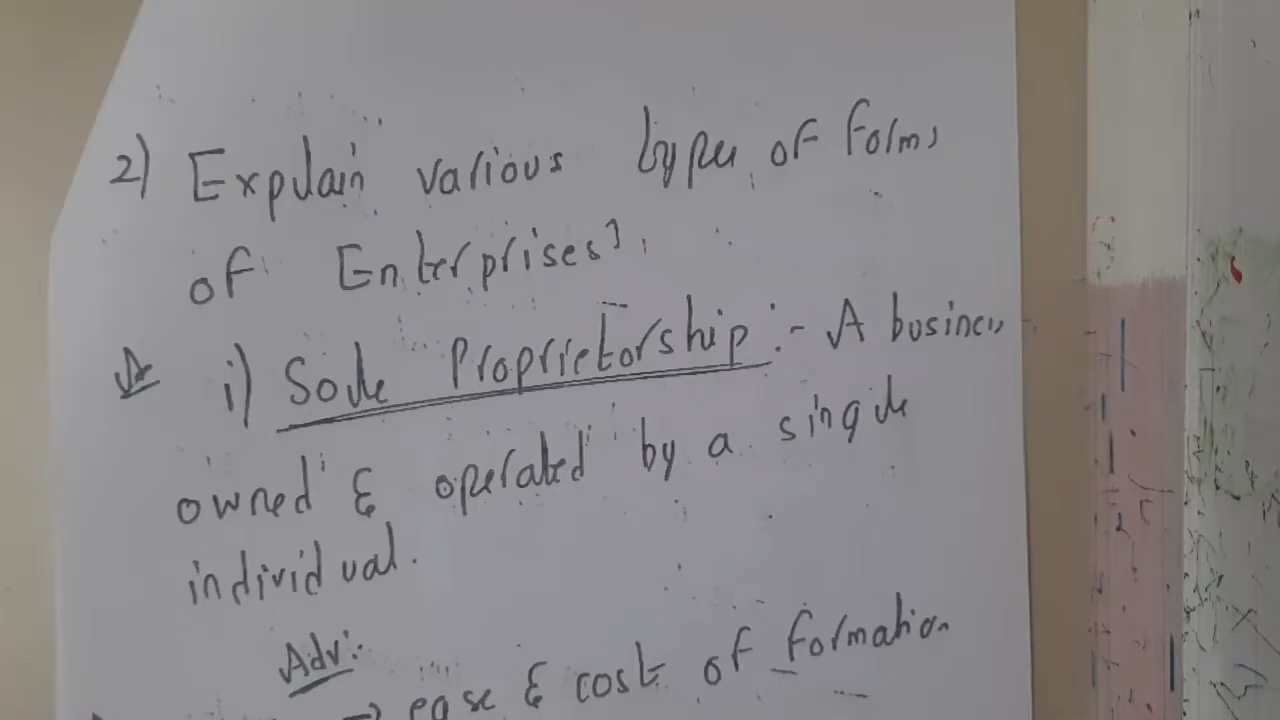 2) Explain various types of forms
of Enterprises?
i) Sole Proprietorship :- A business
owned & operated by a single
individual.
Adv:-
→ ease & cost of formation